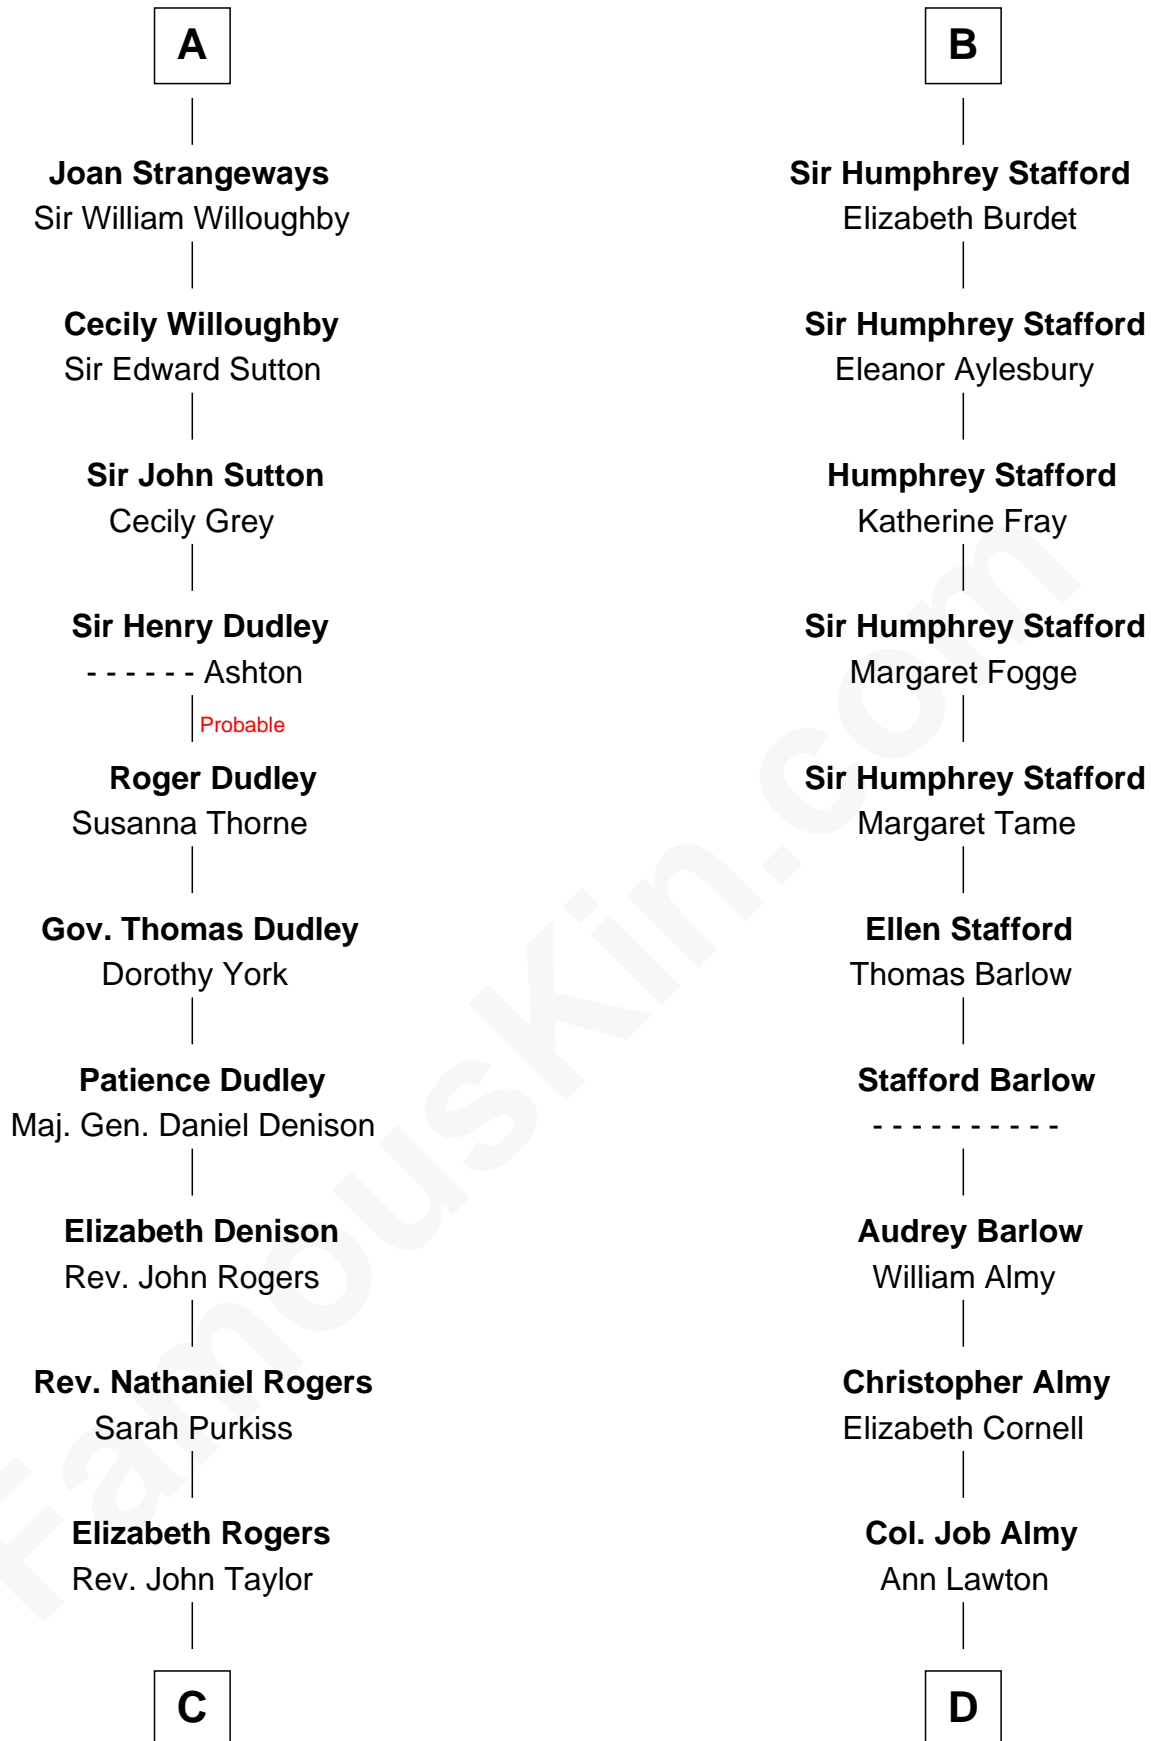 A
Joan Strangeways
Sir William Willoughby
Cecily Willoughby
Sir Edward Sutton
Sir John Sutton
Cecily Grey
Sir Henry Dudley
- - - - - - Ashton
Probable
Roger Dudley
Susanna Thorne
Gov. Thomas Dudley
Dorothy York
Patience Dudley
Maj. Gen. Daniel Denison
Elizabeth Denison
Rev. John Rogers
Rev. Nathaniel Rogers
Sarah Purkiss
Elizabeth Rogers
Rev. John Taylor
C
B
Sir Humphrey Stafford
Elizabeth Burdet
Sir Humphrey Stafford
Eleanor Aylesbury
Humphrey Stafford
Katherine Fray
Sir Humphrey Stafford
Margaret Fogge
Sir Humphrey Stafford
Margaret Tame
Ellen Stafford
Thomas Barlow
Stafford Barlow
- - - - - - - - - -
Audrey Barlow
William Almy
Christopher Almy
Elizabeth Cornell
Col. Job Almy
Ann Lawton
D
FamousKin.com